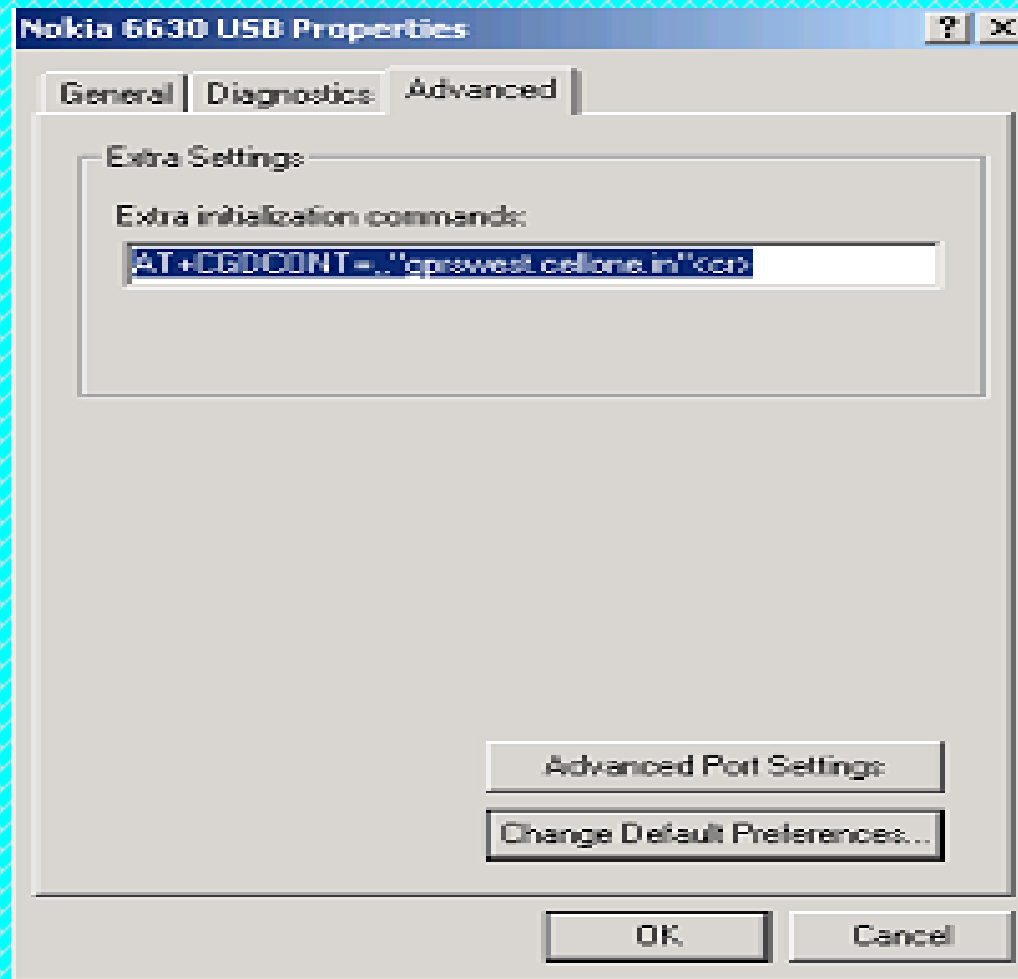 Nokia 6630 USB Properties
General Diagnostics Advanced
Extra Settings
Extra initialization commands:
AT+CGDCONT=,,"gprswest.cellone.in"<cr>
Advanced Port Settings
Change Default Preferences...
OK Cancel